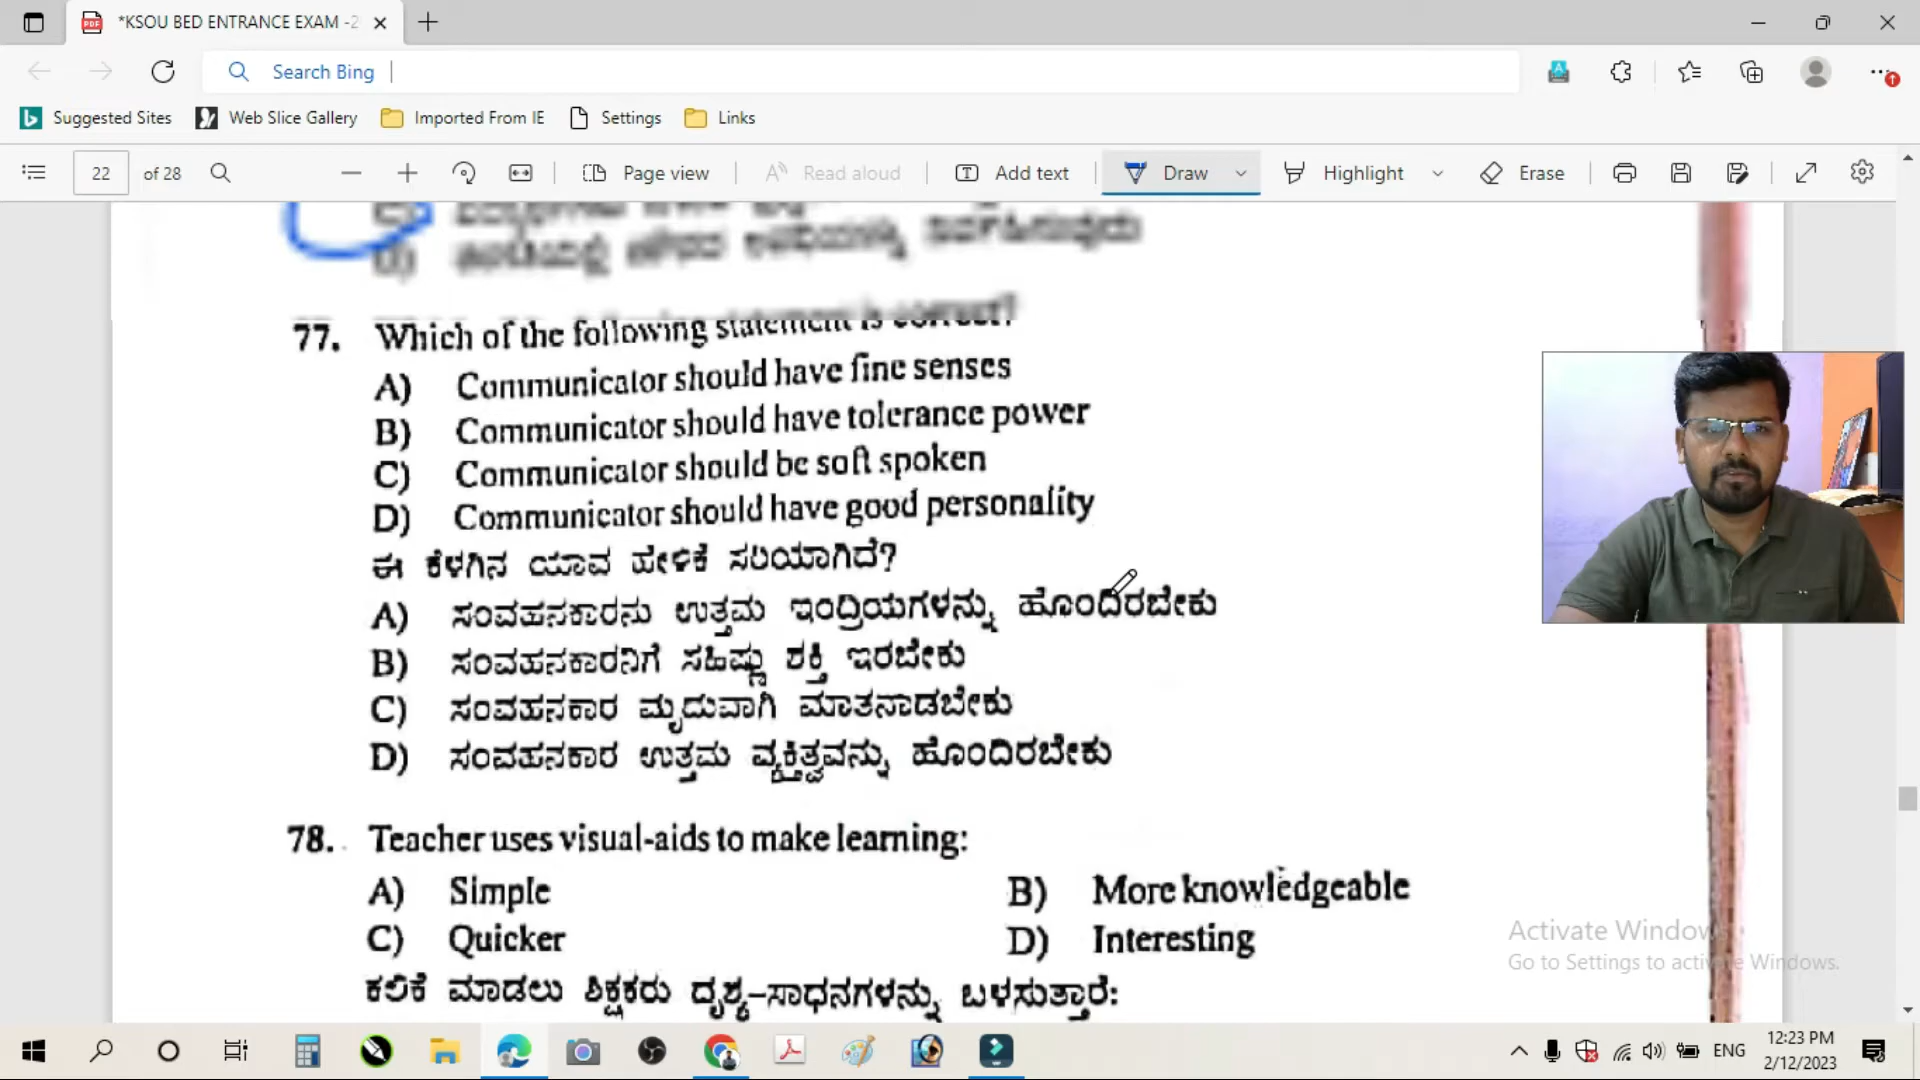 *KSOU BED ENTRANCE EXAM -2
Search Bing
Suggested Sites Web Slice Gallery Imported From IE Settings Links
22 of 28 Page view Read aloud Add text Draw Highlight Erase
D)
77. Which of the following statement is correct?
A) Communicator should have fine senses
B) Communicator should have tolerance power
C) Communicator should be soft spoken
D) Communicator should have good personality
ಈ ಕೆಳಗಿನ ಯಾವ ಹೇಳಿಕೆ ಸರಿಯಾಗಿದೆ?
A) ಸಂವಹನಕಾರನು ಉತ್ತಮ ಇಂದ್ರಿಯಗಳನ್ನು ಹೊಂದಿರಬೇಕು
B) ಸಂವಹನಕಾರನಿಗೆ ಸಹಿಷ್ಣು ಶಕ್ತಿ ಇರಬೇಕು
C) ಸಂವಹನಕಾರ ಮೃದುವಾಗಿ ಮಾತನಾಡಬೇಕು
D) ಸಂವಹನಕಾರ ಉತ್ತಮ ವ್ಯಕ್ತಿತ್ವವನ್ನು ಹೊಂದಿರಬೇಕು
78. Teacher uses visual-aids to make learning:
A) Simple B) More knowledgeable
C) Quicker D) Interesting
ಕಲಿಕೆ ಮಾಡಲು ಶಿಕ್ಷಕರು ದೃಶ್ಯ-ಸಾಧನಗಳನ್ನು ಬಳಸುತ್ತಾರೆ:
Activate Windows
Go to Settings to activate Windows.
ENG 12:23 PM
2/12/2023